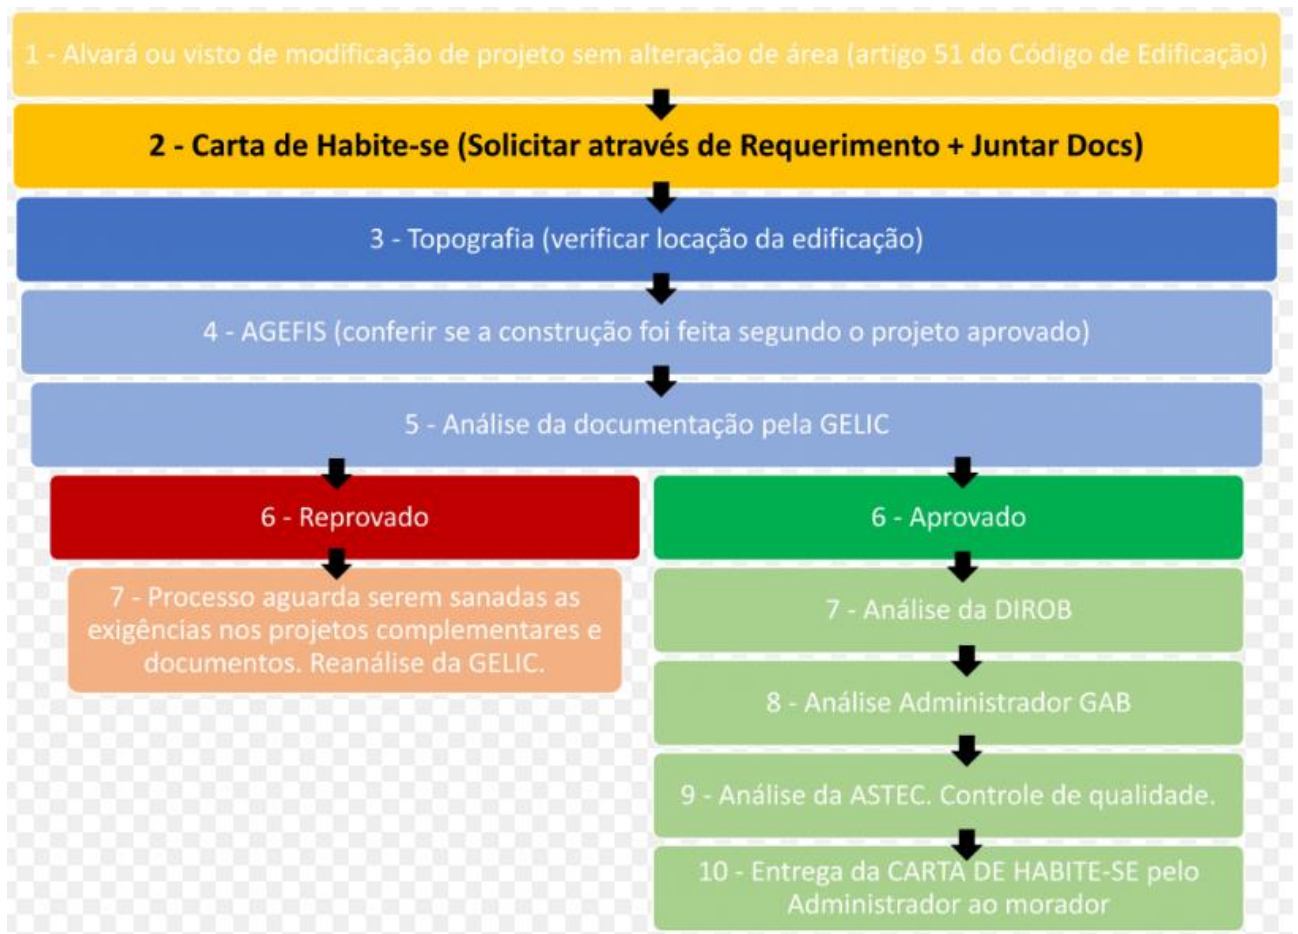 1 - Alvará ou visto de modificação de projeto sem alteração de área (artigo 51 do Código de Edificação)
2 - Carta de Habite-se (Solicitar através de Requerimento + Juntar Docs)
3 - Topografia (verificar locação da edificação)
4 - AGEFIS (conferir se a construção foi feita segundo o projeto aprovado)
5 - Análise da documentação pela GELIC
6 - Reprovado
7 - Processo aguarda serem sanadas as
exigências nos projetos complementares e
documentos. Reanálise da GELIC.
6 - Aprovado
7 - Análise da DIROB
8 - Análise Administrador GAB
9 - Análise da ASTEC. Controle de qualidade.
10 - Entrega da CARTA DE HABITE-SE pelo
Administrador ao morador